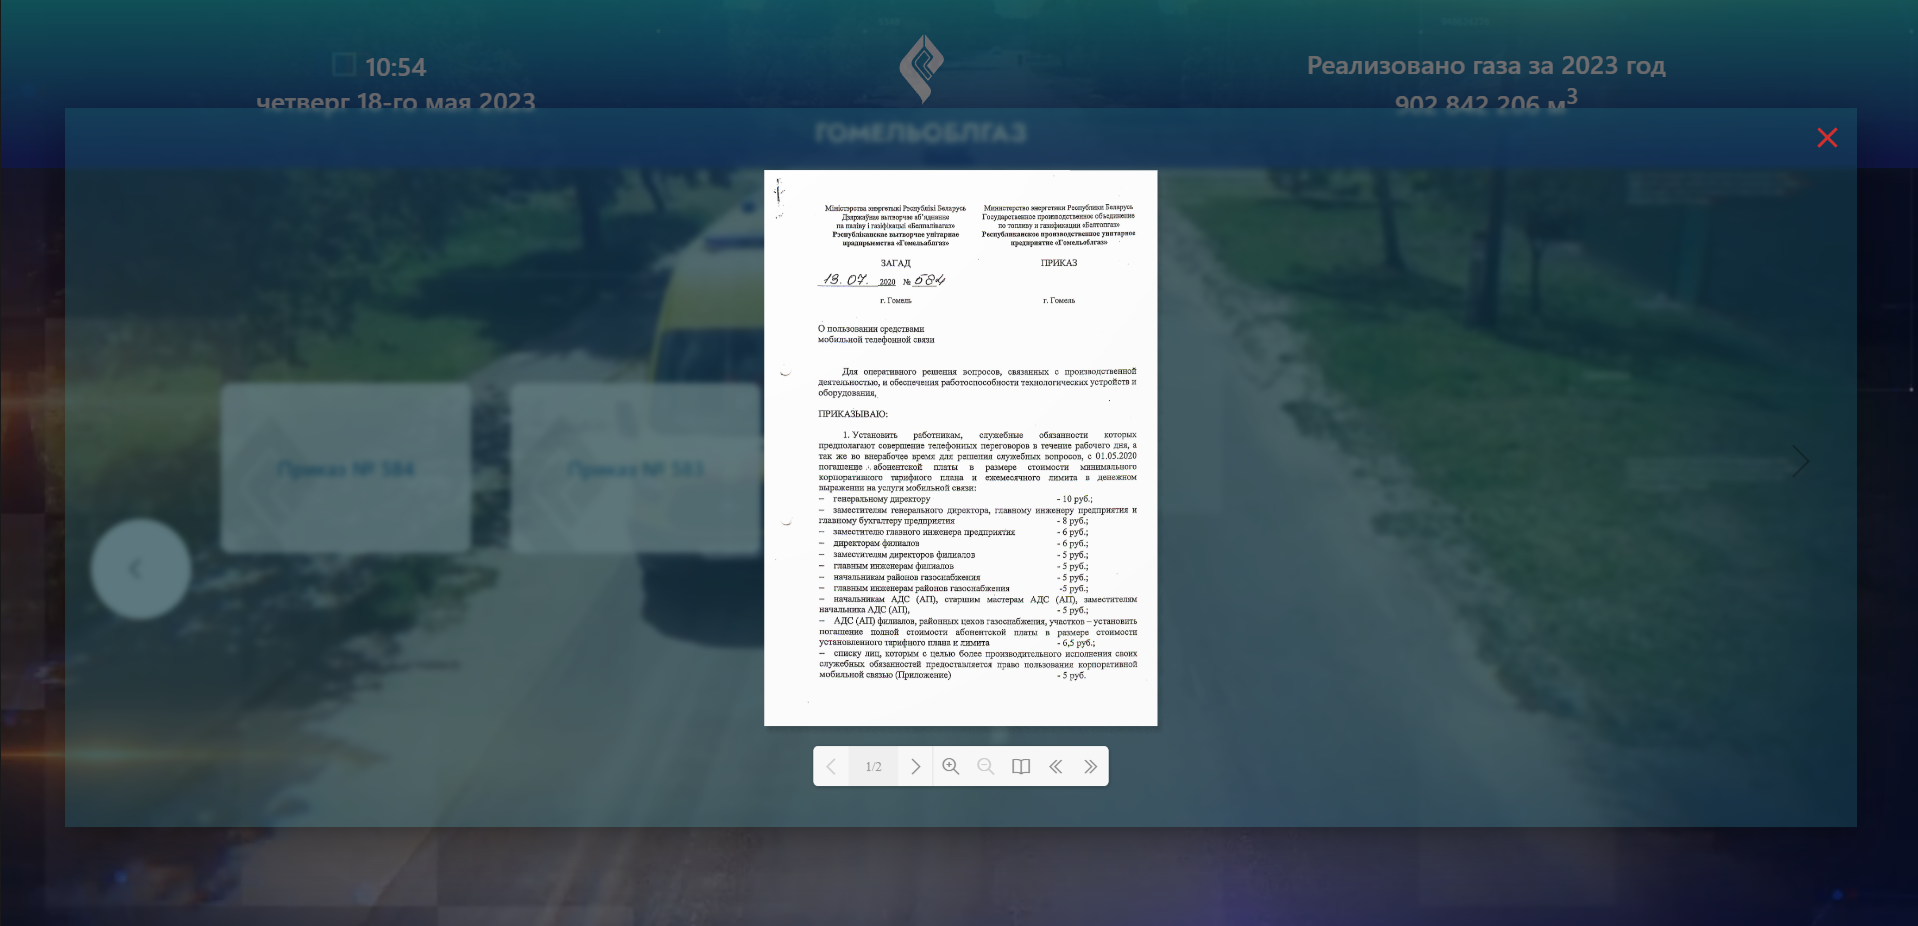 10:54
четверг 18-го мая 2023
ГОМЕЛЬОБЛГАЗ
Реализовано газа за 2023 год
902 842 206 м3
Міністэрства энергетыкі Рэспублікі Беларусь
Дзяржаўнае вытворчае аб'яднанне
па паліву і газіфікацыі «Белпалівагаз»
Рэспубліканскае вытворчае унітарнае
прадпрыемства «Гомельаблгаз»
Министерство энергетики Республики Беларусь
Государственное производственное объединение
по топливу и газификации «Белтопгаз»
Республиканское производственное унитарное
предприятие «Гомельоблгаз»
ЗАГАД
ПРИКАЗ
13.07. 2020 № 584
г. Гомель
г. Гомель
О пользовании средствами
мобильной телефонной связи
Для оперативного решения вопросов, связанных с производственной
деятельностью, и обеспечения работоспособности технологических устройств и
оборудования,
ПРИКАЗЫВАЮ:
1. Установить работникам, служебные обязанности которых
предполагают совершение телефонных переговоров в течение рабочего дня, а
так же во внерабочее время для решения служебных вопросов, с 01.05.2020
погашение абонентской платы в размере стоимости минимального
корпоративного тарифного плана и ежемесячного лимита в денежном
выражении на услуги мобильной связи:
– генеральному директору - 10 руб.;
– заместителям генерального директора, главному инженеру предприятия и
главному бухгалтеру предприятия - 8 руб.;
– заместителю главного инженера предприятия - 6 руб.;
– директорам филиалов - 6 руб.;
– заместителям директоров филиалов - 5 руб.;
– главным инженерам филиалов - 5 руб.;
– начальникам районов газоснабжения - 5 руб.;
– главным инженерам районов газоснабжения -5 руб.;
– начальникам АДС (АП), старшим мастерам АДС (АП), заместителям
начальника АДС (АП), - 5 руб.;
– АДС (АП) филиалов, районных цехов газоснабжения, участков – установить
погашение полной стоимости абонентской платы в размере стоимости
установленного тарифного плана и лимита - 6,5 руб.;
– списку лиц, которым с целью более производительного исполнения своих
служебных обязанностей предоставляется право пользования корпоративной
мобильной связью (Приложение) - 5 руб.
Приказ № 584
Приказ № 583
1/2